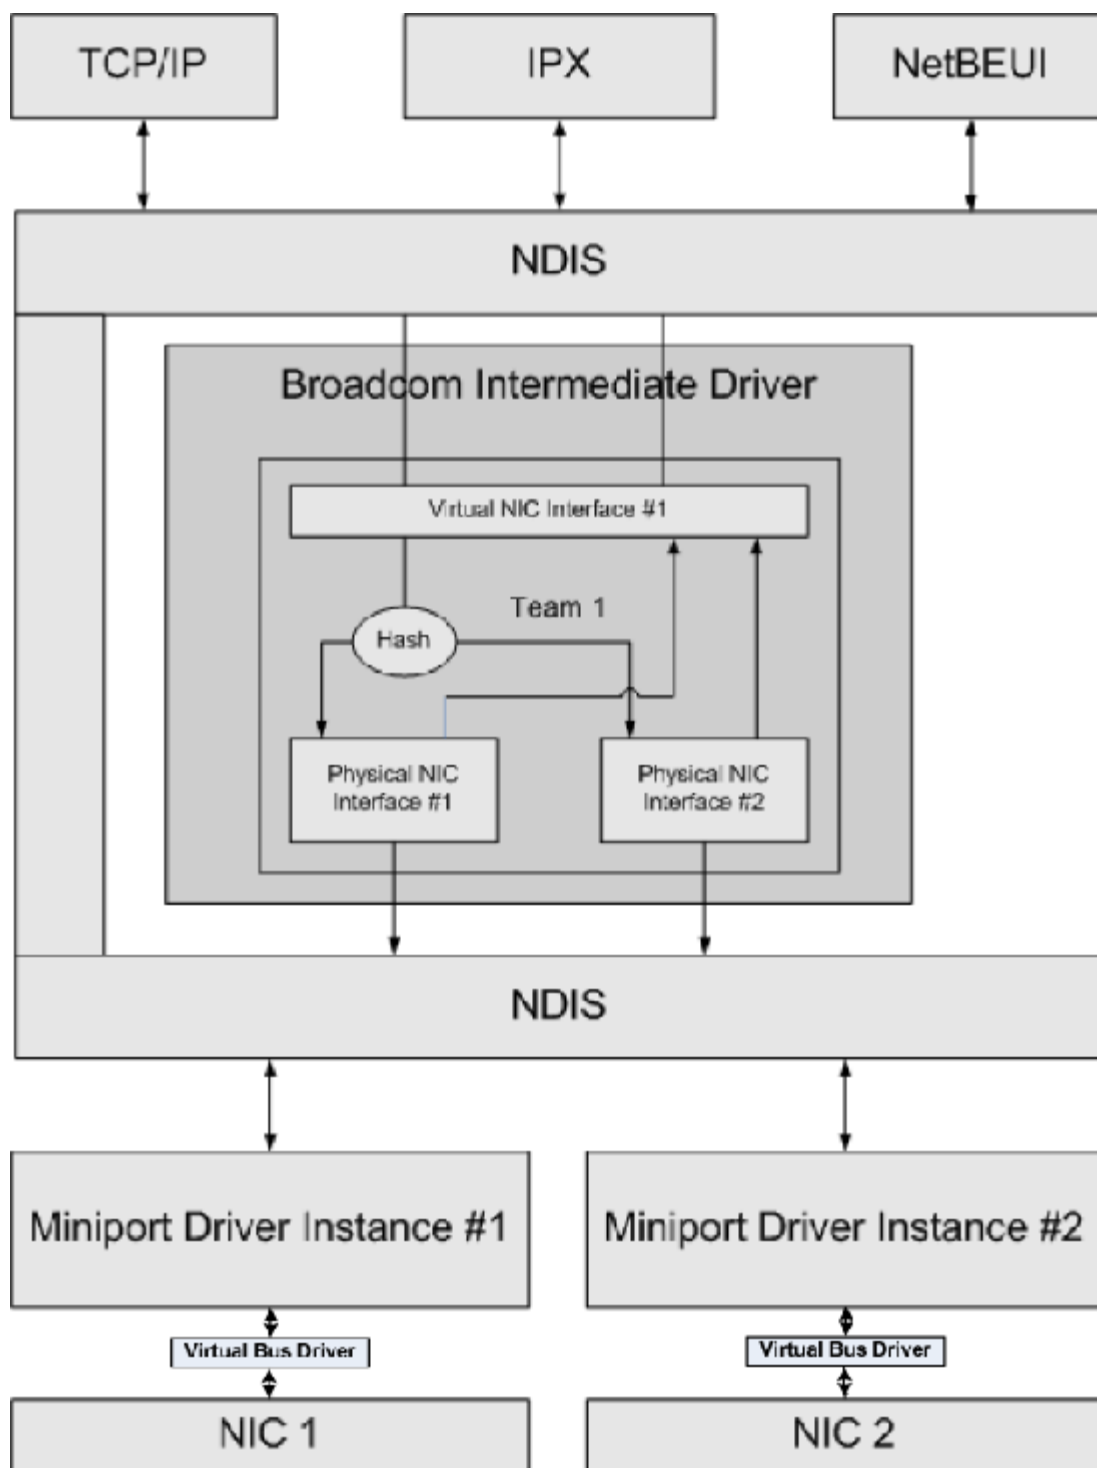 TCP/IP
IPX
NetBEUI
NDIS
Broadcom Intermediate Driver
Virtual NIC Interface #1
Team 1
Hash
Physical NIC
Interface #1
Physical NIC
Interface #2
NDIS
Miniport Driver Instance #1
Miniport Driver Instance #2
Virtual Bus Driver
Virtual Bus Driver
NIC 1
NIC 2